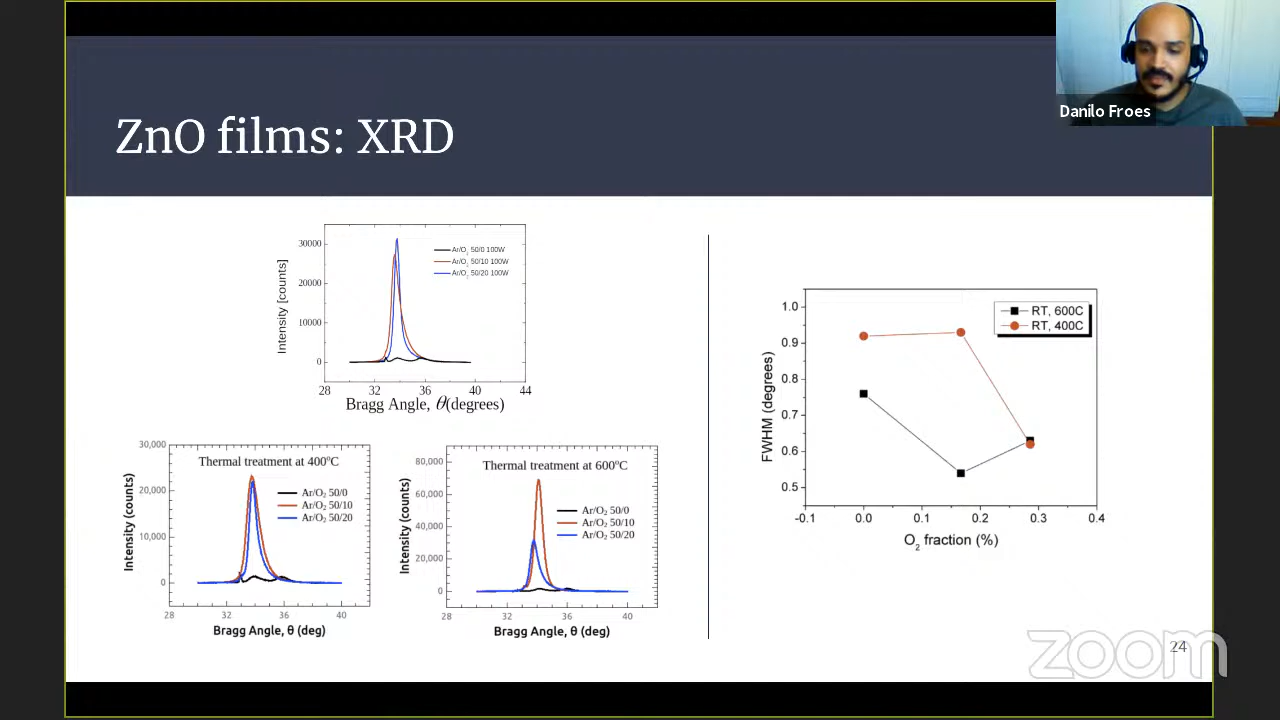 Danilo Froes
ZnO films: XRD
30000
20000
10000
0
Intensity [counts]
Ar/O2 50/0 100W
Ar/O2 50/10 100W
Ar/O2 50/20 100W
28 32 36 40 44
Bragg Angle, θ(degrees)
30,000
20,000
10,000
0
Intensity (counts)
Thermal treatment at 400ºC
Ar/O2 50/0
Ar/O2 50/10
Ar/O2 50/20
28 32 36 40
Bragg Angle, θ (deg)
80,000
60,000
40,000
20,000
0
Intensity (counts)
Thermal treatment at 600ºC
Ar/O2 50/0
Ar/O2 50/10
Ar/O2 50/20
28 32 36 40
Bragg Angle, θ (deg)
1.0
0.9
0.8
0.7
0.6
0.5
FWHM (degrees)
RT, 600C
RT, 400C
-0.1 0.0 0.1 0.2 0.3 0.4
O2 fraction (%)
24
zoom